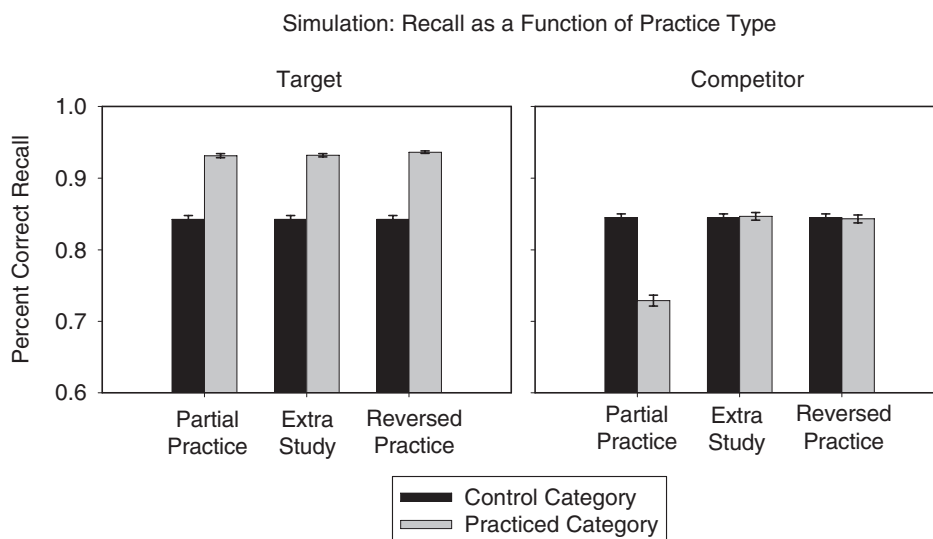 Simulation: Recall as a Function of Practice Type
Target
Competitor
Percent Correct Recall
1.0
0.9
0.8
0.7
0.6
Partial
Practice
Extra
Study
Reversed
Practice
Partial
Practice
Extra
Study
Reversed
Practice
Control Category
Practiced Category